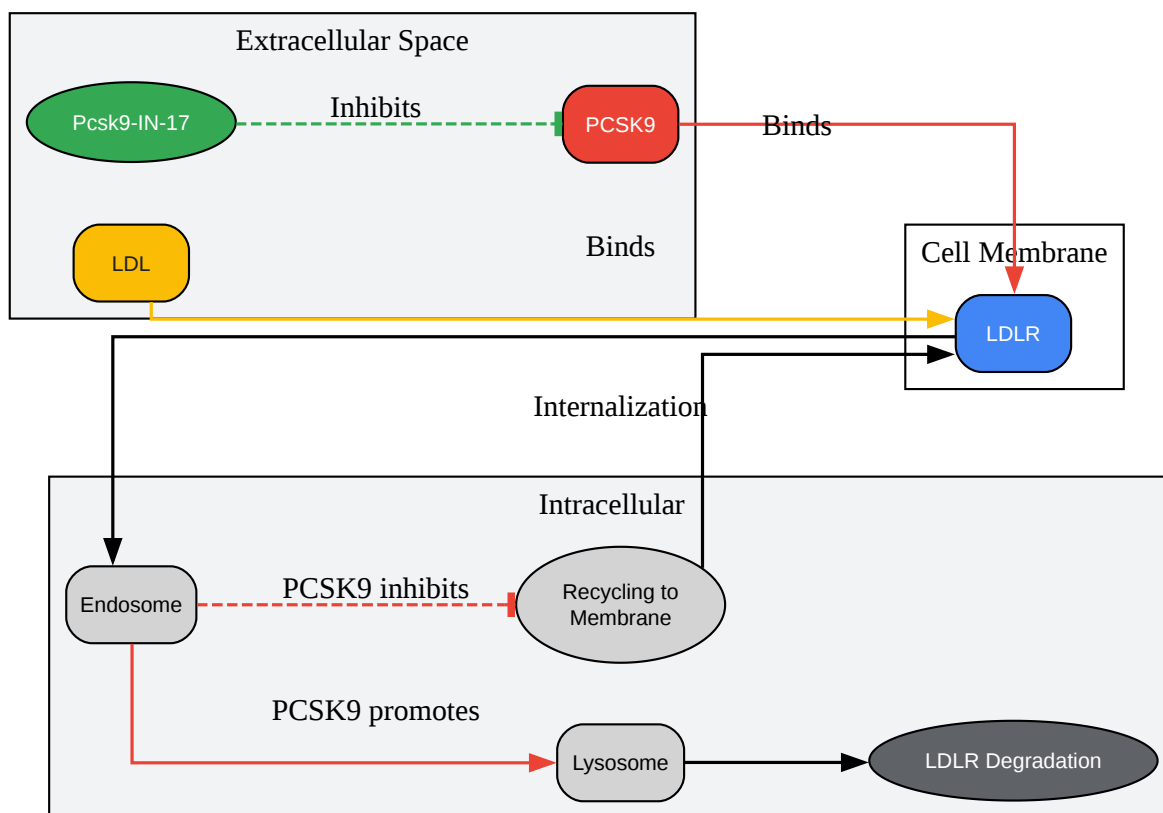 Extracellular Space
Pcsk9-IN-17
Inhibits
PCSK9
Binds
LDL
Binds
Cell Membrane
LDLR
Internalization
Intracellular
Endosome
PCSK9 inhibits
Recycling to
Membrane
PCSK9 promotes
Lysosome
LDLR Degradation